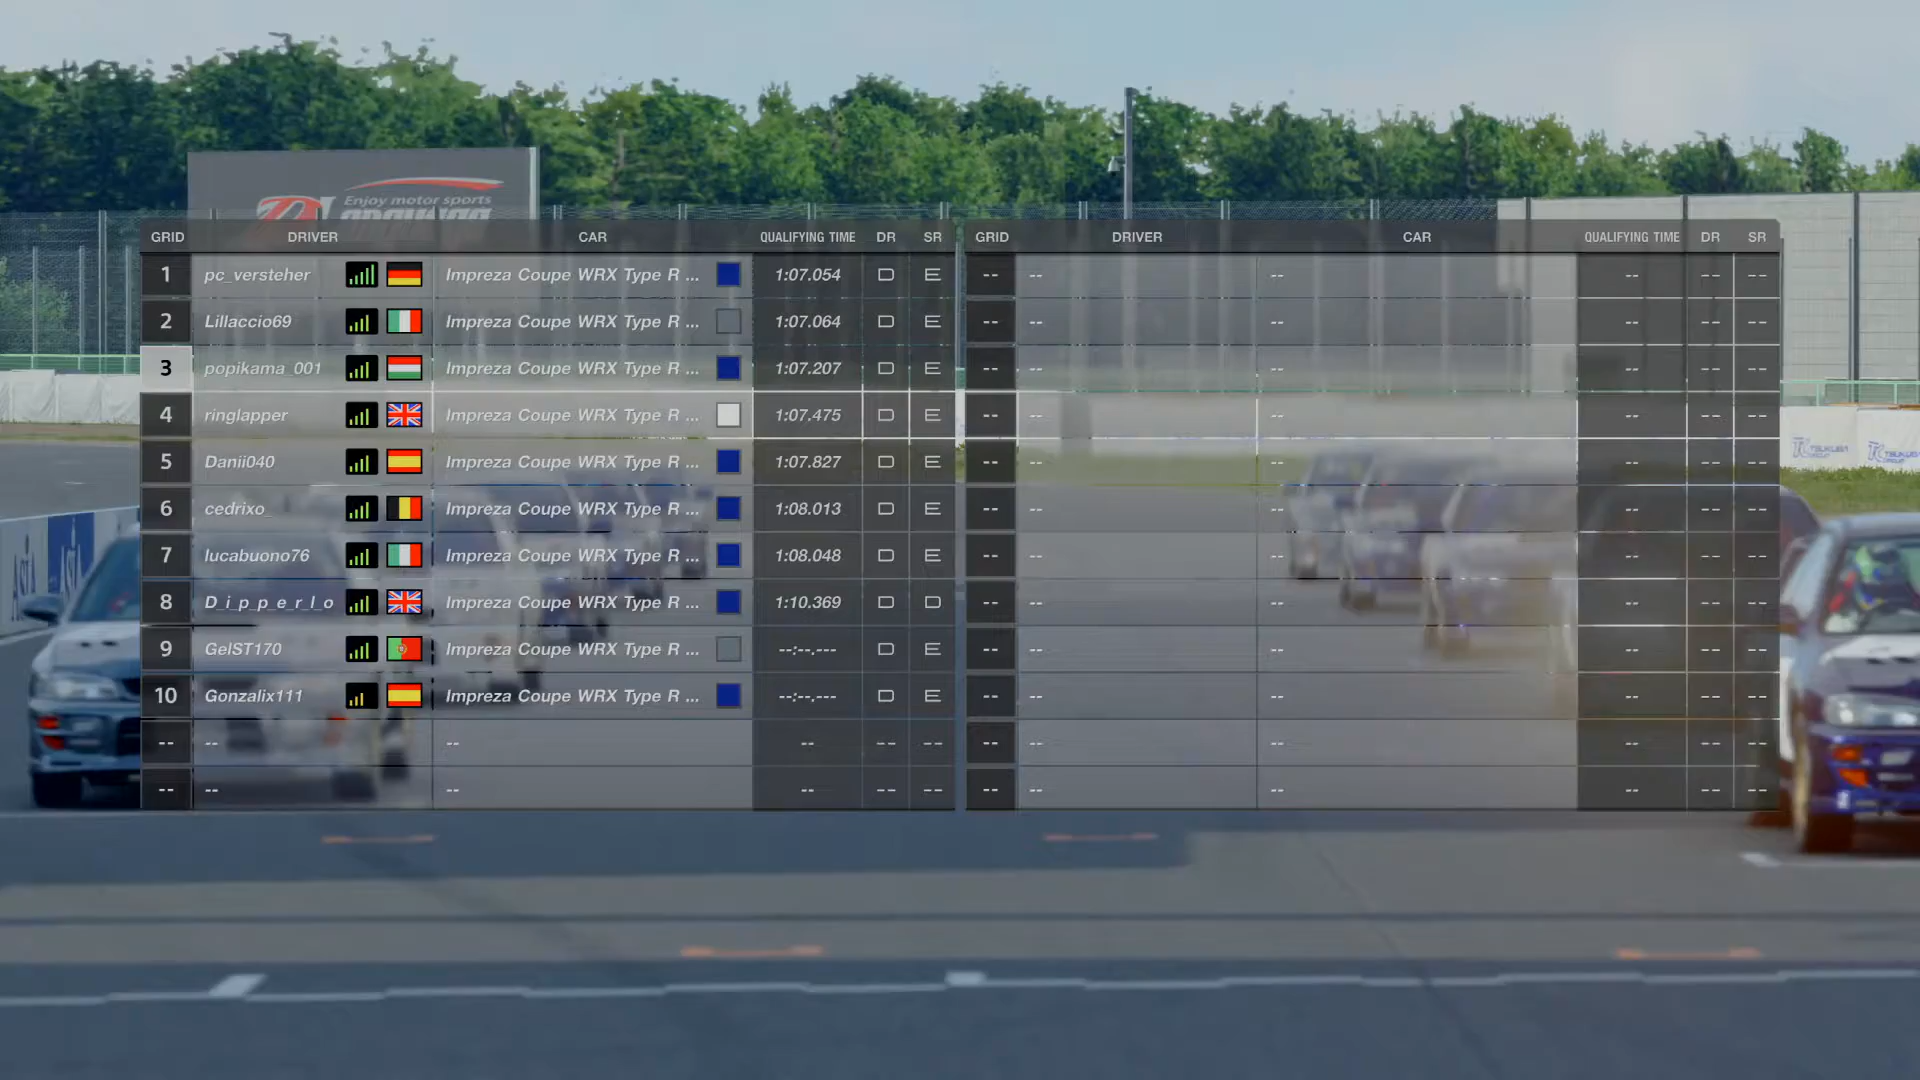 Enjoy motor sports
GRID DRIVER CAR QUALIFYING TIME DR SR GRID DRIVER CAR QUALIFYING TIME DR SR
1 pc_versteher Impreza Coupe WRX Type R ... 1:07.054 D E -- -- -- -- -- --
2 Lillaccio69 Impreza Coupe WRX Type R ... 1:07.064 D E -- -- -- -- -- --
3 popikama_001 Impreza Coupe WRX Type R ... 1:07.207 D E -- -- -- -- -- --
4 ringlapper Impreza Coupe WRX Type R ... 1:07.475 D E -- -- -- -- -- --
5 Danii040 Impreza Coupe WRX Type R ... 1:07.827 D E -- -- -- -- -- --
6 cedrixo_ Impreza Coupe WRX Type R ... 1:08.013 D E -- -- -- -- -- --
7 lucabuono76 Impreza Coupe WRX Type R ... 1:08.048 D E -- -- -- -- -- --
8 D_i_p_p_e_r_l_o Impreza Coupe WRX Type R ... 1:10.369 D D -- -- -- -- -- --
9 GelST170 Impreza Coupe WRX Type R ... --:--.--- D E -- -- -- -- -- --
10 Gonzalix111 Impreza Coupe WRX Type R ... --:--.--- D E -- -- -- -- -- --
-- -- -- -- -- -- -- -- -- -- -- --
-- -- -- -- -- -- -- -- -- -- -- --